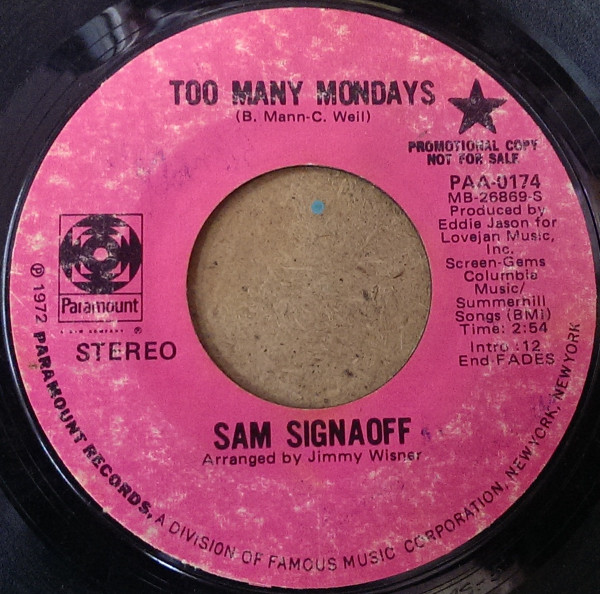 TOO MANY MONDAYS
(B. Mann-C. Weil)
PROMOTIONAL COPY
NOT FOR SALE
PAA-0174
MB-26869-S
Produced by
Eddie Jason for
Lovejan Music,
Inc.
Screen-Gems
Columbia
Music/
Summerhill
Songs (BMI)
Time: 2:54
Intro :12
End-FADES
Paramount
A G+W COMPANY ®
STEREO
SAM SIGNAOFF
Arranged by Jimmy Wisner
℗ 1972 PARAMOUNT RECORDS, A DIVISION OF FAMOUS MUSIC CORPORATION, NEW YORK, NEW YORK